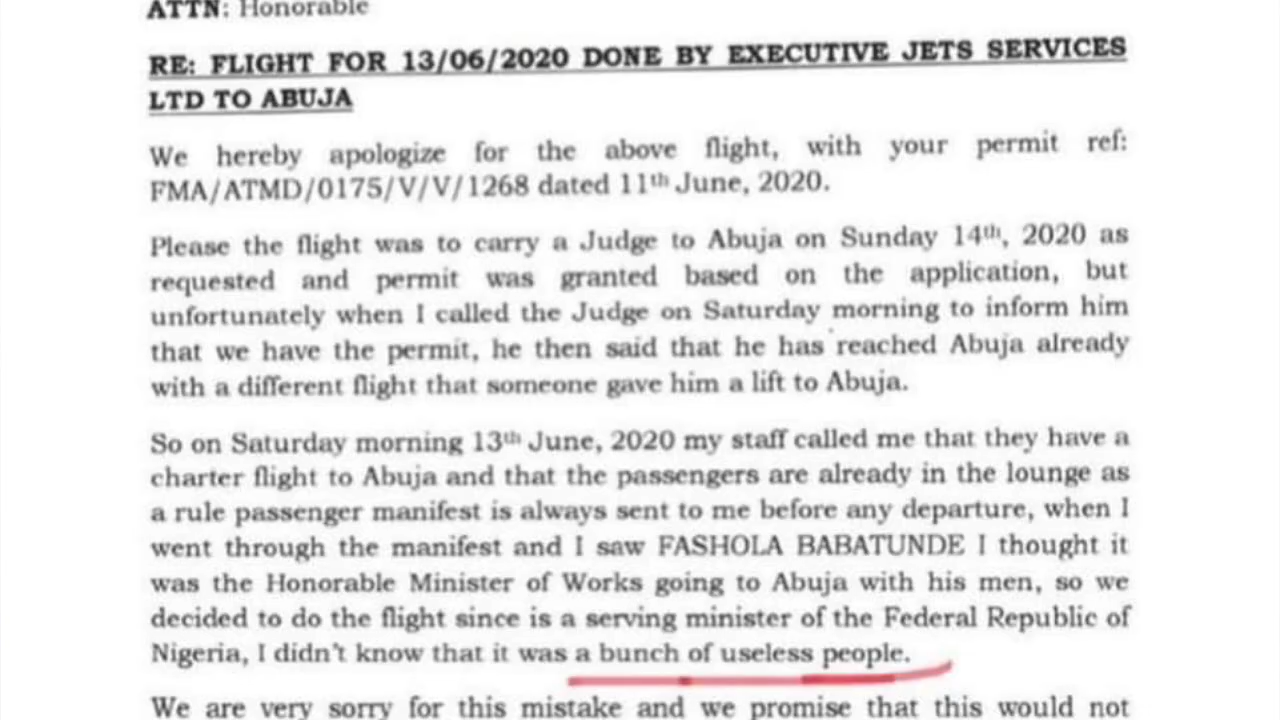 ATTN: Honorable
RE: FLIGHT FOR 13/06/2020 DONE BY EXECUTIVE JETS SERVICES
LTD TO ABUJA
We hereby apologize for the above flight, with your permit ref:
FMA/ATMD/0175/V/V/1268 dated 11th June, 2020.
Please the flight was to carry a Judge to Abuja on Sunday 14th, 2020 as
requested and permit was granted based on the application, but
unfortunately when I called the Judge on Saturday morning to inform him
that we have the permit, he then said that he has reached Abuja already
with a different flight that someone gave him a lift to Abuja.
So on Saturday morning 13th June, 2020 my staff called me that they have a
charter flight to Abuja and that the passengers are already in the lounge as
a rule passenger manifest is always sent to me before any departure, when I
went through the manifest and I saw FASHOLA BABATUNDE I thought it
was the Honorable Minister of Works going to Abuja with his men, so we
decided to do the flight since is a serving minister of the Federal Republic of
Nigeria, I didn't know that it was a bunch of useless people.
We are very sorry for this mistake and we promise that this would not